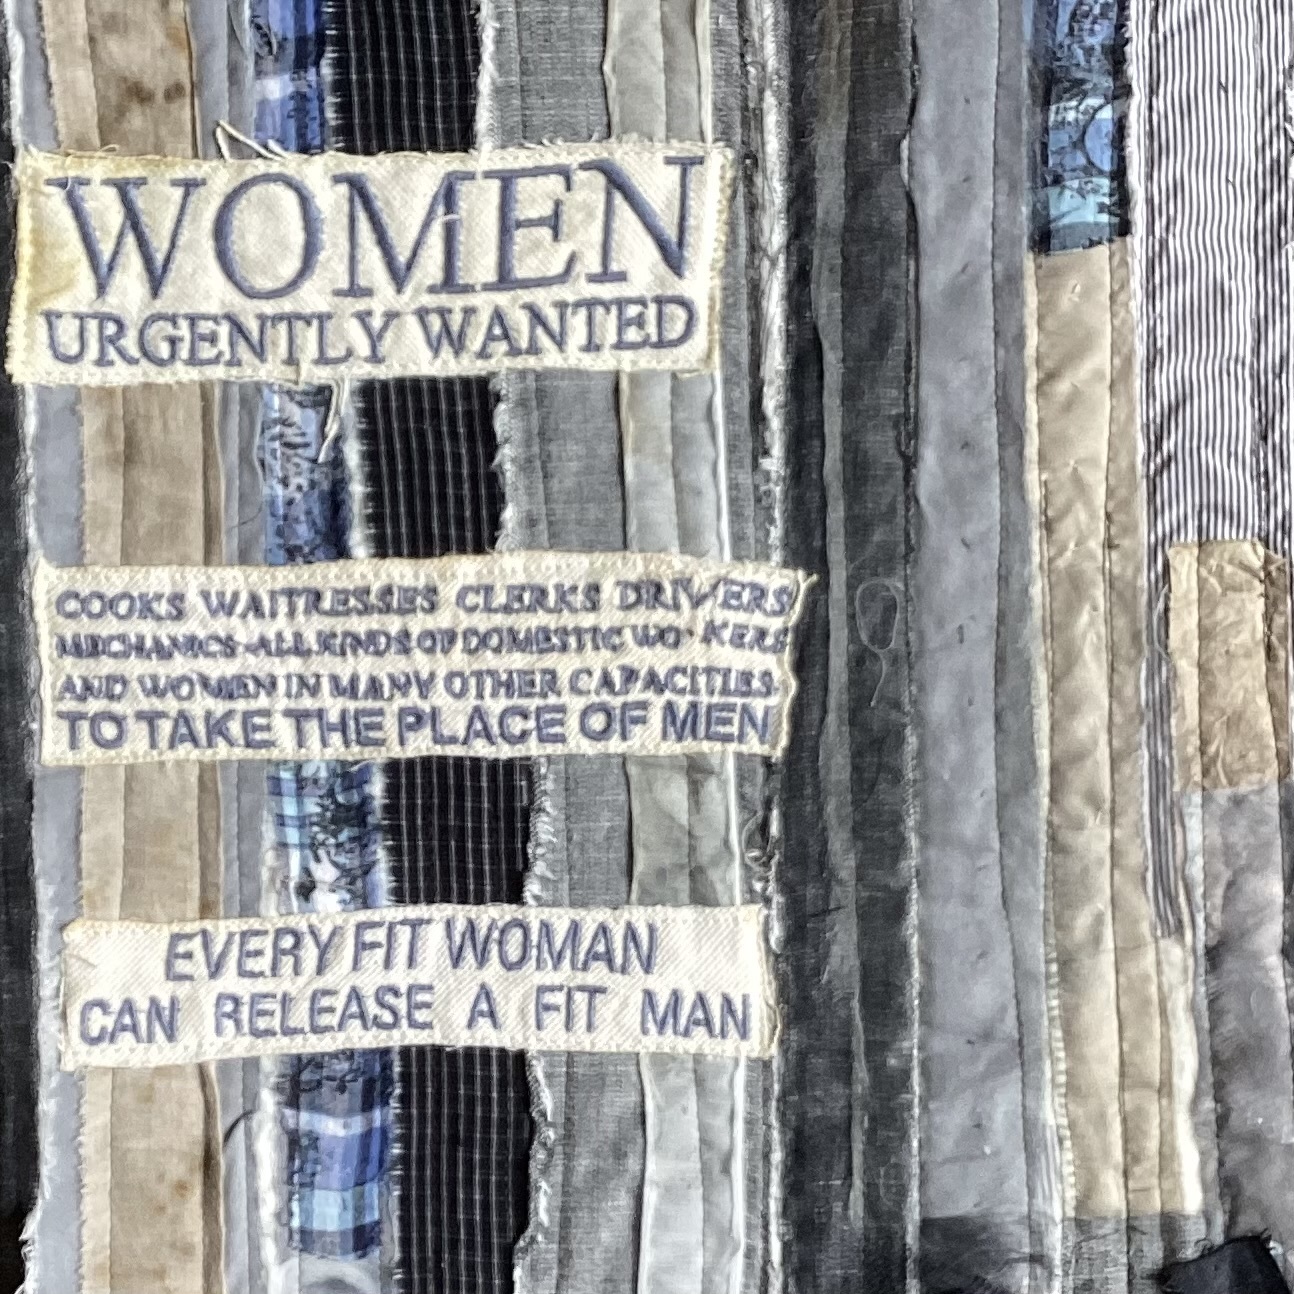 WOMEN
URGENTLY WANTED
COOKS WAITRESSES CLERKS DRIVERS
MECHANICS-ALL KINDS OF DOMESTIC WORKERS
AND WOMEN IN MANY OTHER CAPACITIES
TO TAKE THE PLACE OF MEN
EVERY FIT WOMAN
CAN RELEASE A FIT MAN